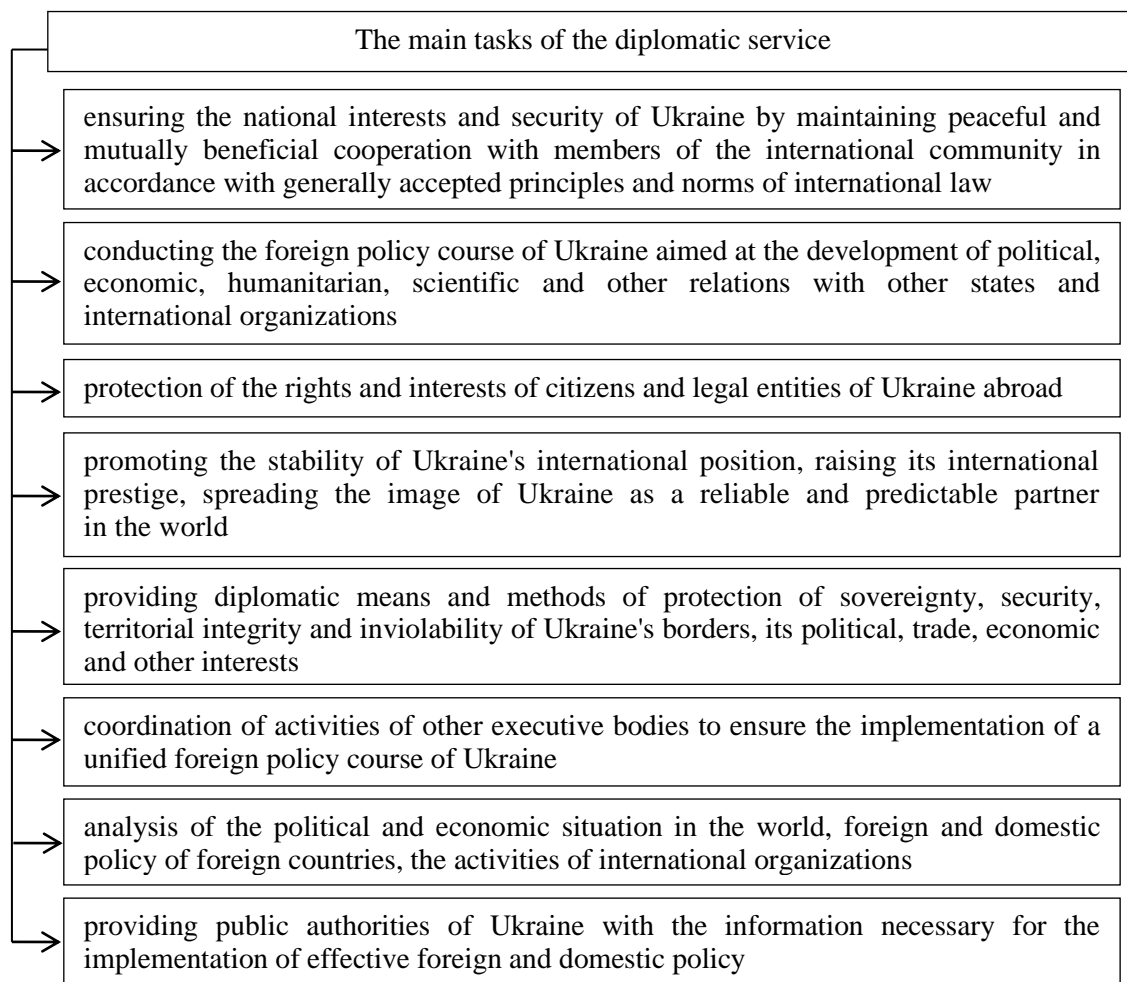 The main tasks of the diplomatic service
ensuring the national interests and security of Ukraine by maintaining peaceful and
mutually beneficial cooperation with members of the international community in
accordance with generally accepted principles and norms of international law
conducting the foreign policy course of Ukraine aimed at the development of political,
economic, humanitarian, scientific and other relations with other states and
international organizations
protection of the rights and interests of citizens and legal entities of Ukraine abroad
promoting the stability of Ukraine's international position, raising its international
prestige, spreading the image of Ukraine as a reliable and predictable partner
in the world
providing diplomatic means and methods of protection of sovereignty, security,
territorial integrity and inviolability of Ukraine's borders, its political, trade, economic
and other interests
coordination of activities of other executive bodies to ensure the implementation of a
unified foreign policy course of Ukraine
analysis of the political and economic situation in the world, foreign and domestic
policy of foreign countries, the activities of international organizations
providing public authorities of Ukraine with the information necessary for the
implementation of effective foreign and domestic policy